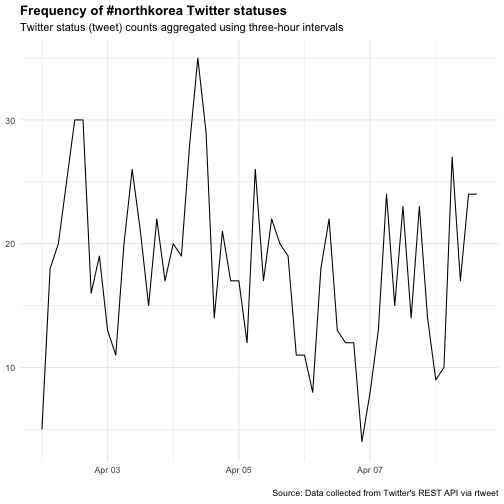 Frequency of #northkorea Twitter statuses
Twitter status (tweet) counts aggregated using three-hour intervals
30
20
10
Apr 03
Apr 05
Apr 07
Source: Data collected from Twitter's REST API via rtweet